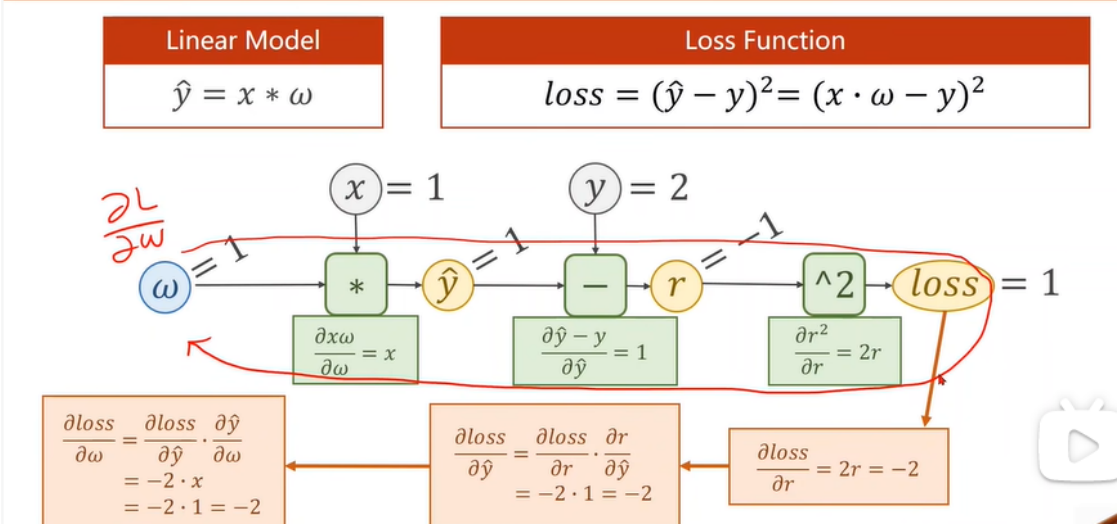 Linear Model
ŷ = x * ω
Loss Function
loss = (ŷ − y)²= (x · ω − y)²
x = 1
y = 2
∂L/∂w
ω = 1
*
ŷ = 1
−
r = −1
^2
loss = 1
∂xω/∂ω = x
∂ŷ − y/∂ŷ = 1
∂r²/∂r = 2r
∂loss/∂ω = ∂loss/∂ŷ · ∂ŷ/∂ω
= −2 · x
= −2 · 1 = −2
∂loss/∂ŷ = ∂loss/∂r · ∂r/∂ŷ
= −2 · 1 = −2
∂loss/∂r = 2r = −2